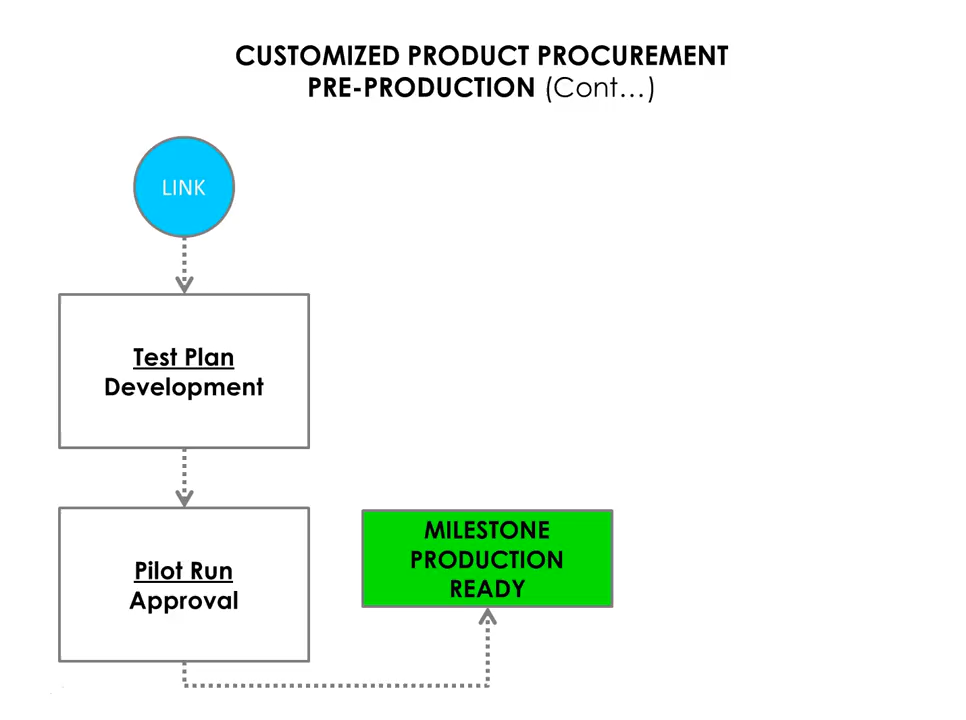 CUSTOMIZED PRODUCT PROCUREMENT
PRE-PRODUCTION (Cont...)
LINK
Test Plan
Development
Pilot Run
Approval
MILESTONE
PRODUCTION
READY